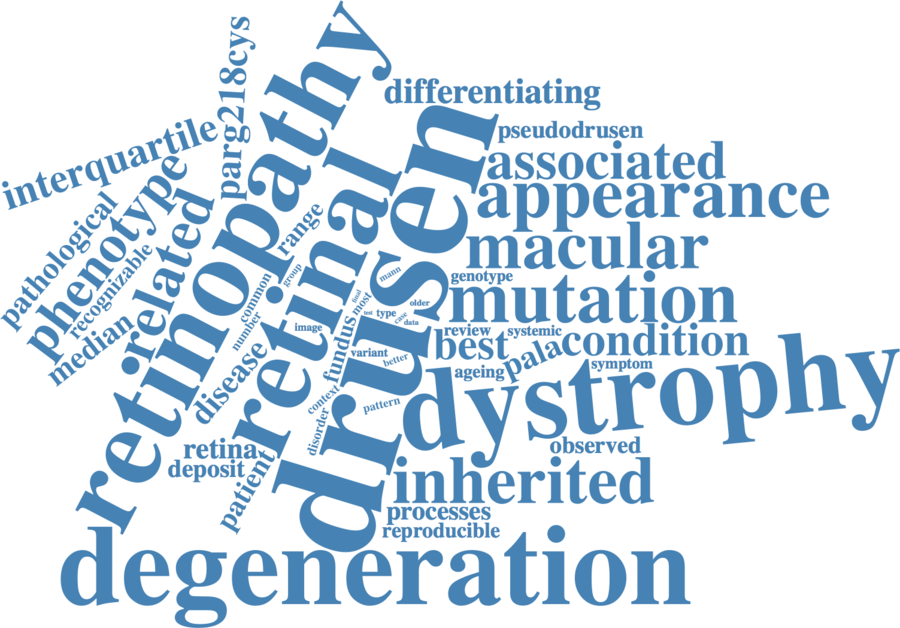 retinopathy
parg218cys
differentiating
drusen
pseudodrusen
interquartile
associated
phenotype
appearance
retinal
related
pathological
range
macular
recognizable
common
group
mann
genotype
mutation
median
number
final
most
older
image
test
type
case
data
fundus
review
systemic
best
condition
pala
disease
variant
better
ageing
symptom
dystrophy
context
pattern
disorder
retina
observed
deposit
patient
inherited
processes
reproducible
degeneration